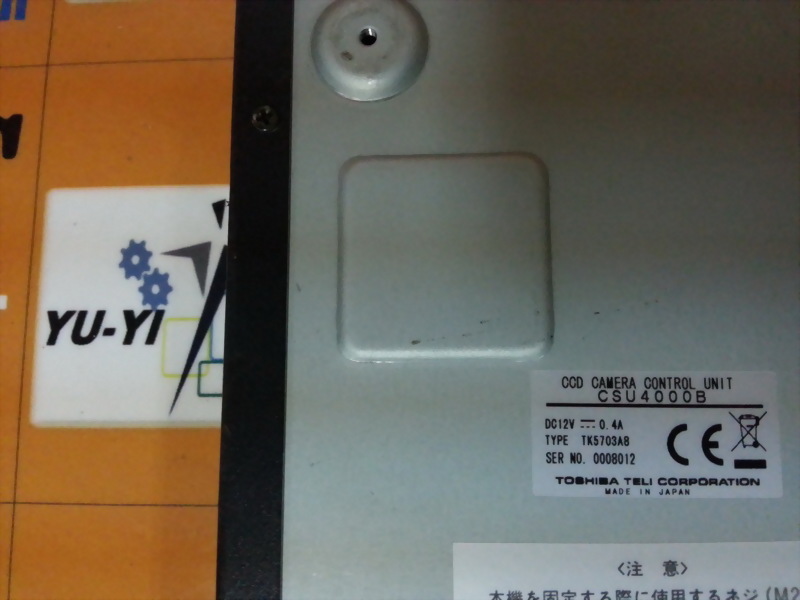 YU-YI
CCD CAMERA CONTROL UNIT
CSU4000B
DC12V ⎓ 0.4A
TYPE TK5703A8
SER NO. 0008012
CE
TOSHIBA TELI CORPORATION
MADE IN JAPAN
<注 意>
本機を固定する際に使用するネジ(M2